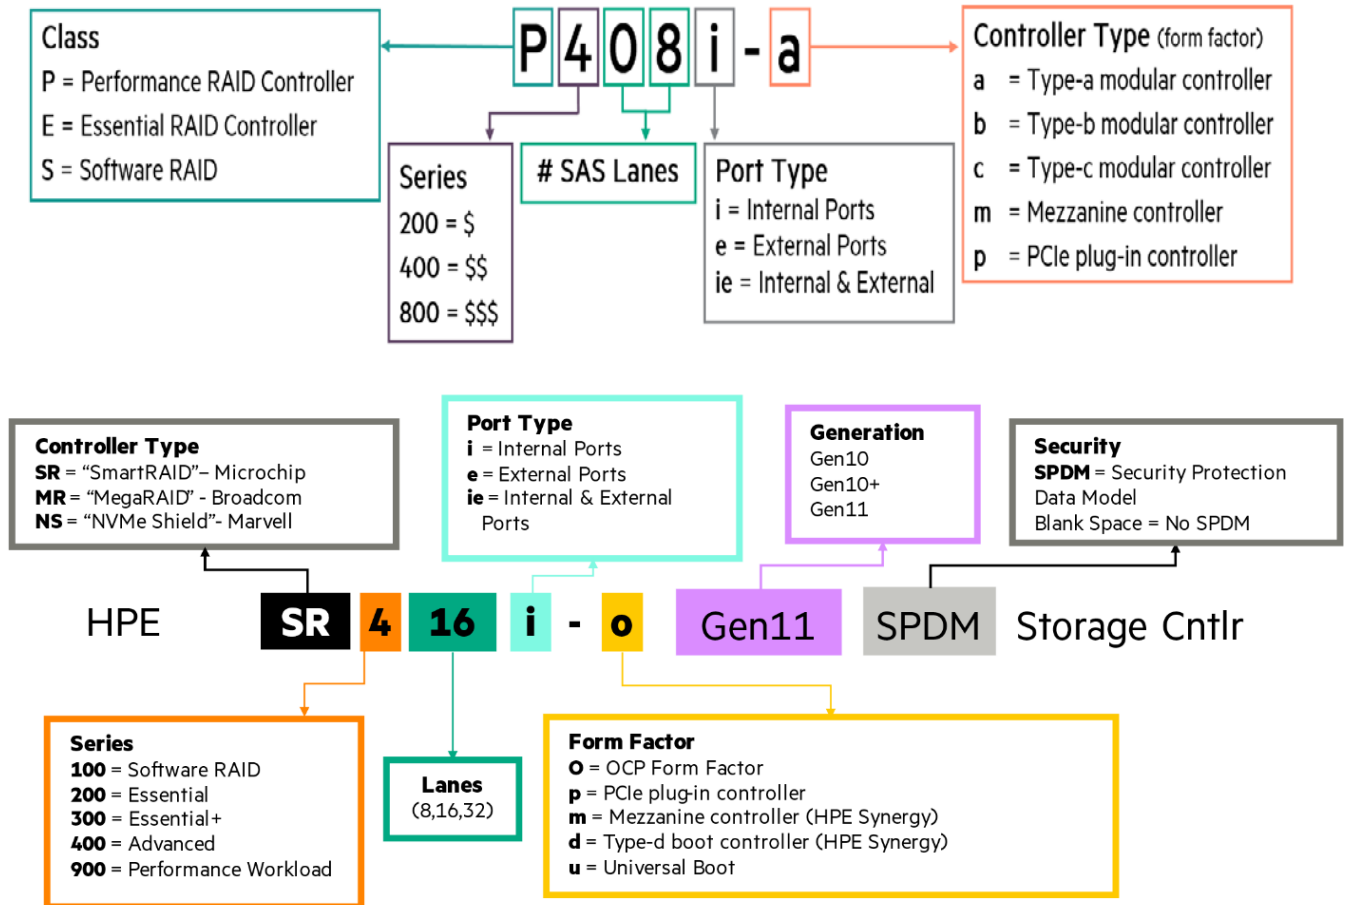 P408i-a
Class
P = Performance RAID Controller
E = Essential RAID Controller
S = Software RAID
Series
200 = $
400 = $$
800 = $$$
# SAS Lanes
Port Type
i = Internal Ports
e = External Ports
ie = Internal & External
Controller Type (form factor)
a = Type-a modular controller
b = Type-b modular controller
c = Type-c modular controller
m = Mezzanine controller
p = PCIe plug-in controller
Controller Type
SR = “SmartRAID”– Microchip
MR = “MegaRAID” - Broadcom
NS = “NVMe Shield”- Marvell
Port Type
i = Internal Ports
e = External Ports
ie = Internal & External
Ports
Generation
Gen10
Gen10+
Gen11
Security
SPDM = Security Protection
Data Model
Blank Space = No SPDM
HPE SR 4 16 i - o Gen11 SPDM Storage Cntlr
Series
100 = Software RAID
200 = Essential
300 = Essential+
400 = Advanced
900 = Performance Workload
Lanes
(8,16,32)
Form Factor
O = OCP Form Factor
p = PCIe plug-in controller
m = Mezzanine controller (HPE Synergy)
d = Type-d boot controller (HPE Synergy)
u = Universal Boot